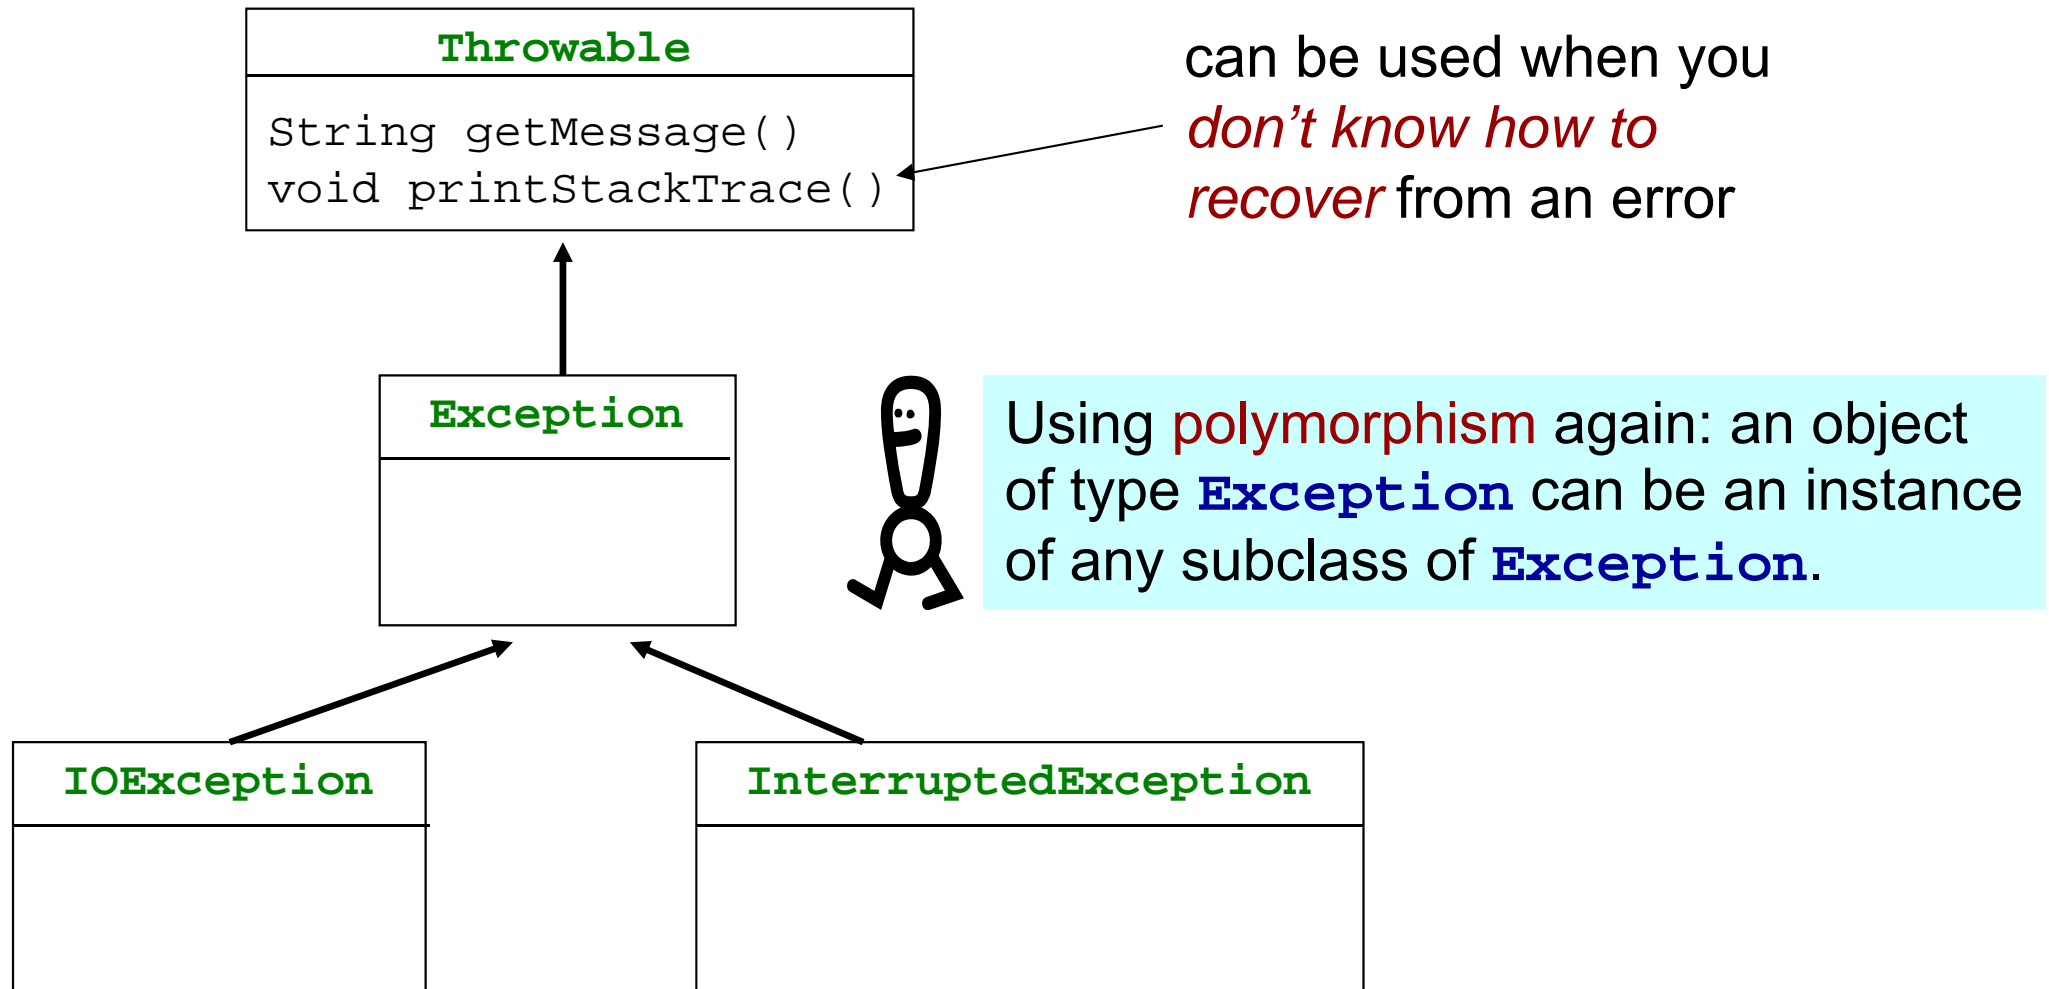 Throwable
String getMessage()
void printStackTrace()
can be used when you
don’t know how to
recover from an error
Exception
Using polymorphism again: an object
of type Exception can be an instance
of any subclass of Exception.
IOException
InterruptedException